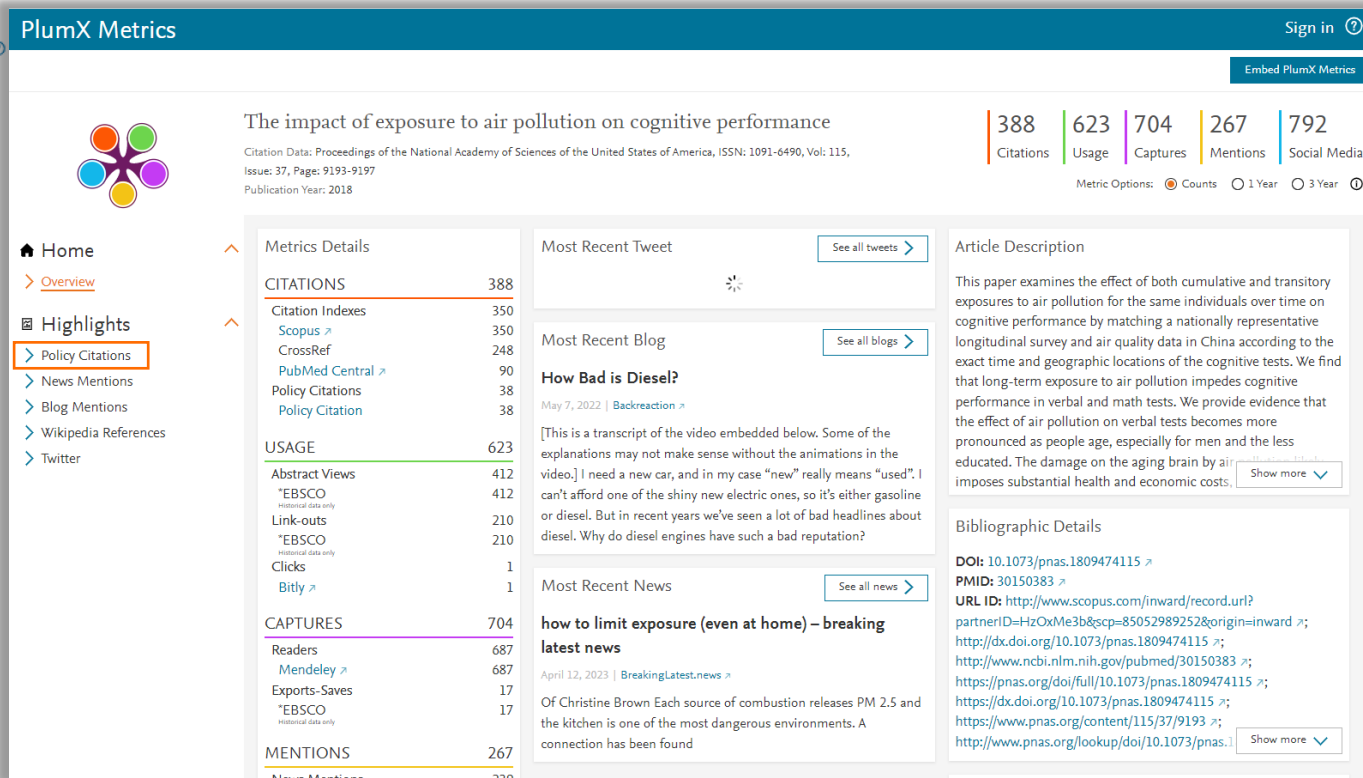 PlumX Metrics
Sign in
Embed PlumX Metrics
The impact of exposure to air pollution on cognitive performance
Citation Data: Proceedings of the National Academy of Sciences of the United States of America, ISSN: 1091-6490, Vol: 115,
Issue: 37, Page: 9193-9197
Publication Year: 2018
388
Citations
623
Usage
704
Captures
267
Mentions
792
Social Media
Metric Options: Counts 1 Year 3 Year
Home
Overview
Highlights
Policy Citations
News Mentions
Blog Mentions
Wikipedia References
Twitter
Metrics Details
CITATIONS 388
Citation Indexes 350
Scopus 350
CrossRef 248
PubMed Central 90
Policy Citations 38
Policy Citation 38
USAGE 623
Abstract Views 412
*EBSCO 412
Historical data only
Link-outs 210
*EBSCO 210
Historical data only
Clicks 1
Bitly 1
CAPTURES 704
Readers 687
Mendeley 687
Exports-Saves 17
*EBSCO 17
Historical data only
MENTIONS 267
Most Recent Tweet
See all tweets
Most Recent Blog
See all blogs
How Bad is Diesel?
May 7, 2022 | Backreaction
[This is a transcript of the video embedded below. Some of the
explanations may not make sense without the animations in the
video.] I need a new car, and in my case “new” really means “used”. I
can’t afford one of the shiny new electric ones, so it’s either gasoline
or diesel. But in recent years we’ve seen a lot of bad headlines about
diesel. Why do diesel engines have such a bad reputation?
Most Recent News
See all news
how to limit exposure (even at home) – breaking
latest news
April 12, 2023 | BreakingLatest.news
Of Christine Brown Each source of combustion releases PM 2.5 and
the kitchen is one of the most dangerous environments. A
connection has been found
Article Description
This paper examines the effect of both cumulative and transitory
exposures to air pollution for the same individuals over time on
cognitive performance by matching a nationally representative
longitudinal survey and air quality data in China according to the
exact time and geographic locations of the cognitive tests. We find
that long-term exposure to air pollution impedes cognitive
performance in verbal and math tests. We provide evidence that
the effect of air pollution on verbal tests becomes more
pronounced as people age, especially for men and the less
educated. The damage on the aging brain by air
imposes substantial health and economic costs,
Show more
Bibliographic Details
DOI: 10.1073/pnas.1809474115
PMID: 30150383
URL ID: http://www.scopus.com/inward/record.url?
partnerID=HzOxMe3b&scp=85052989252&origin=inward ;
http://dx.doi.org/10.1073/pnas.1809474115 ;
http://www.ncbi.nlm.nih.gov/pubmed/30150383 ;
https://pnas.org/doi/full/10.1073/pnas.1809474115 ;
https://dx.doi.org/10.1073/pnas.1809474115 ;
https://www.pnas.org/content/115/37/9193 ;
http://www.pnas.org/lookup/doi/10.1073/pnas.1
Show more